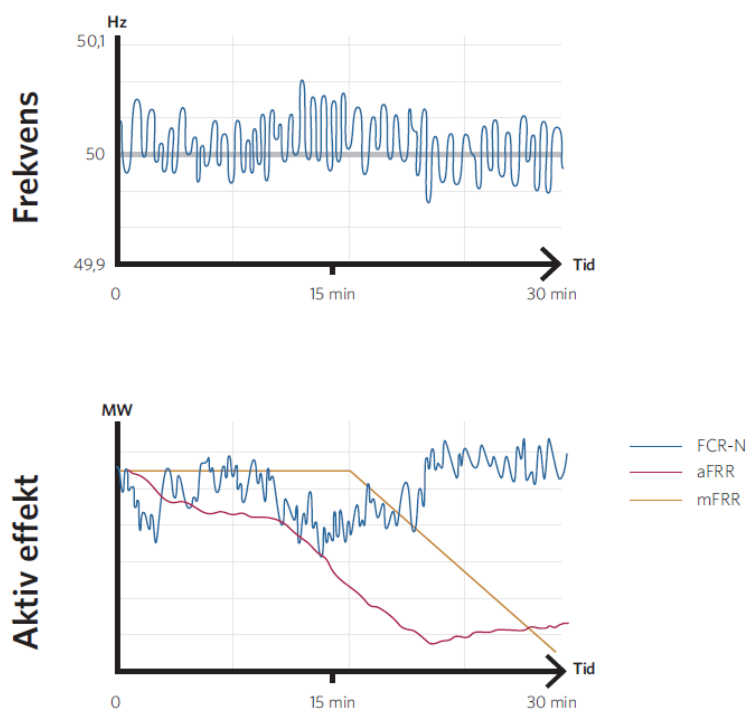 Hz
50,1
Frekvens
50
49,9
Tid
0
15 min
30 min
MW
FCR-N
aFRR
mFRR
Aktiv effekt
Tid
0
15 min
30 min